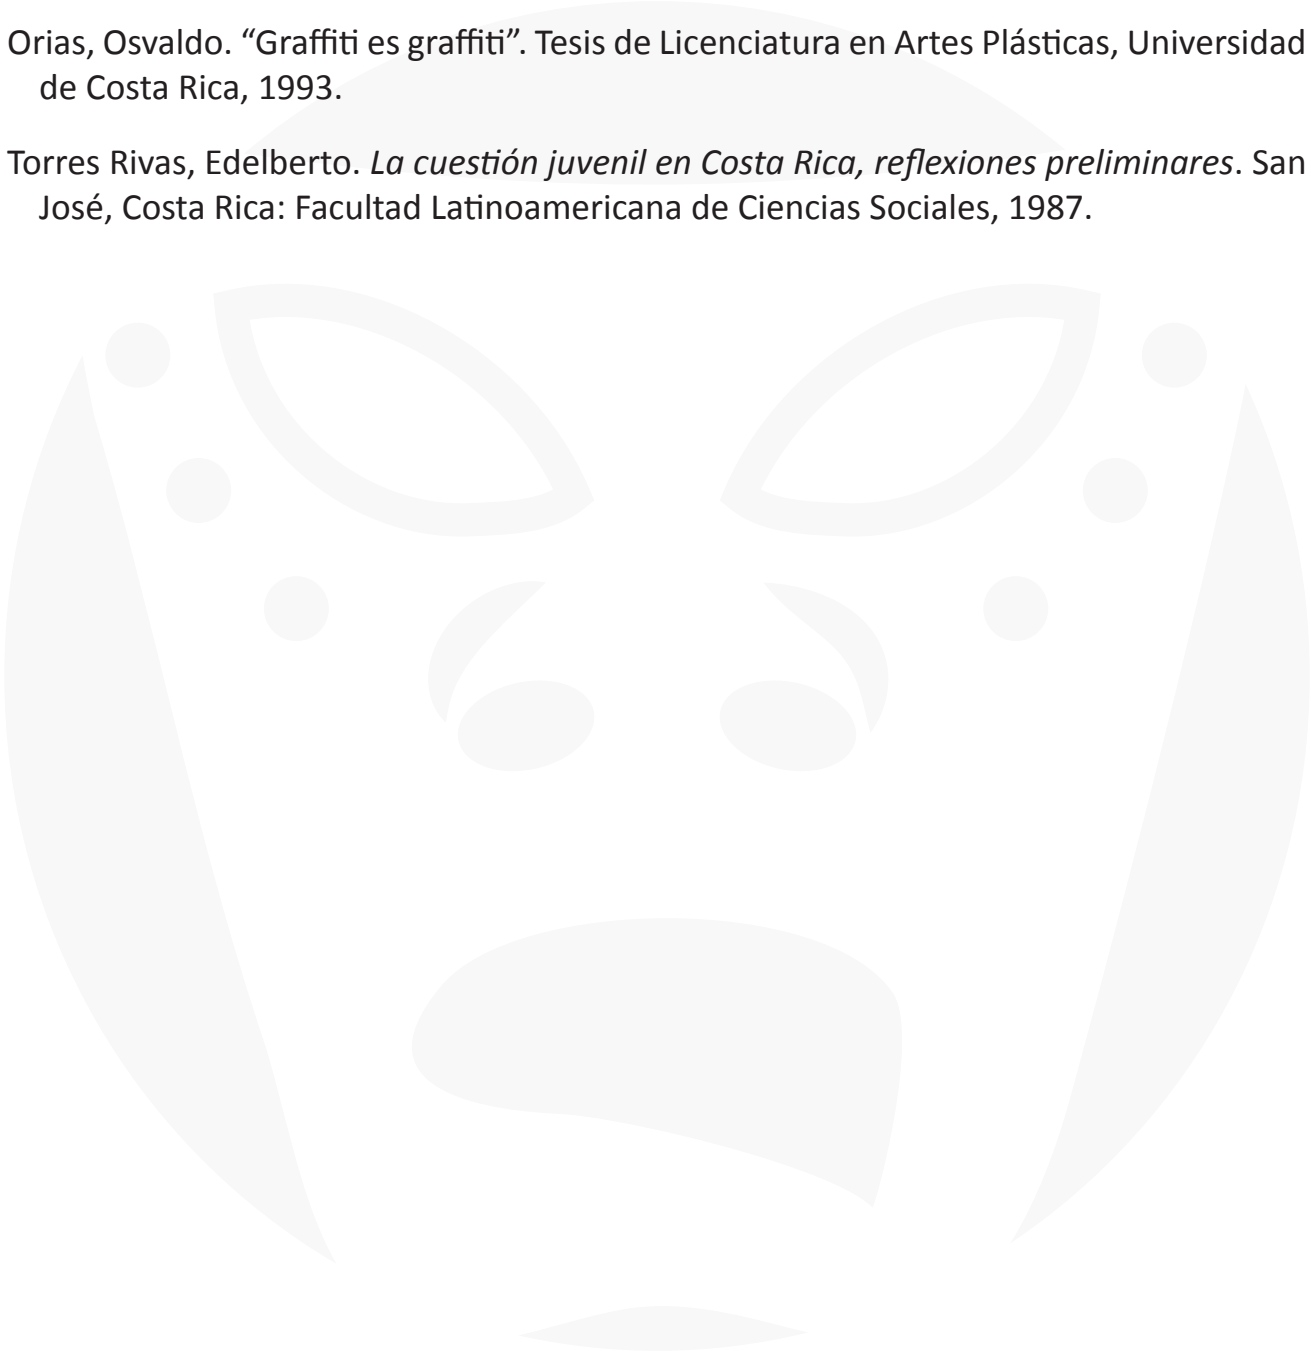 Orias, Osvaldo. “Graffiti es graffiti”. Tesis de Licenciatura en Artes Plásticas, Universidad
de Costa Rica, 1993.
Torres Rivas, Edelberto. La cuestión juvenil en Costa Rica, reflexiones preliminares. San
José, Costa Rica: Facultad Latinoamericana de Ciencias Sociales, 1987.